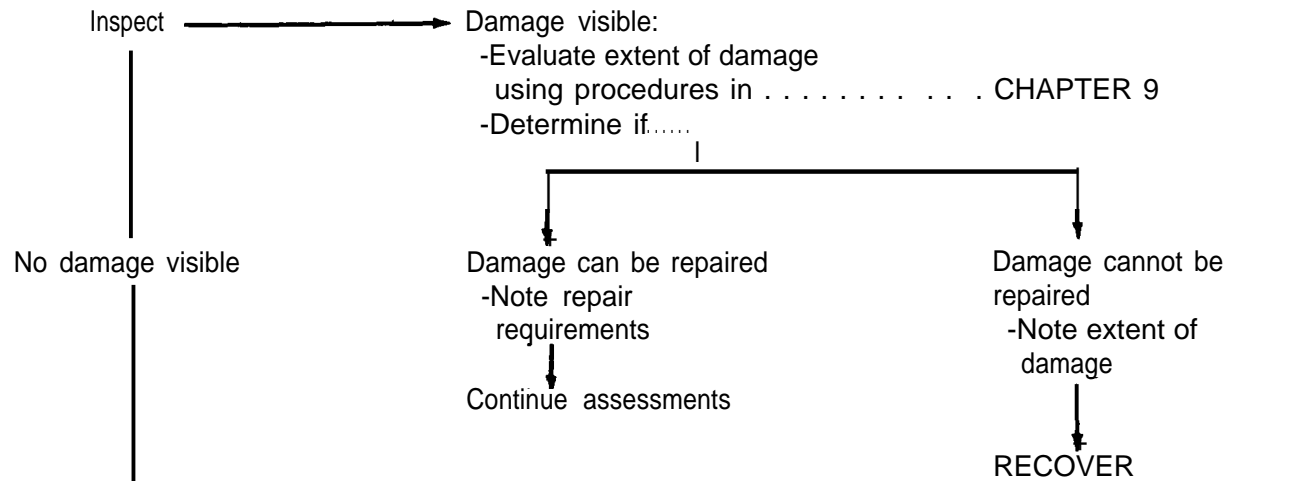 Inspect
Damage visible:
-Evaluate extent of damage
using procedures in . . . . . . . . . . . . . CHAPTER 9
-Determine if......
No damage visible
Damage can be repaired
-Note repair
requirements
Continue assessments
Damage cannot be
repaired
-Note extent of
damage
RECOVER